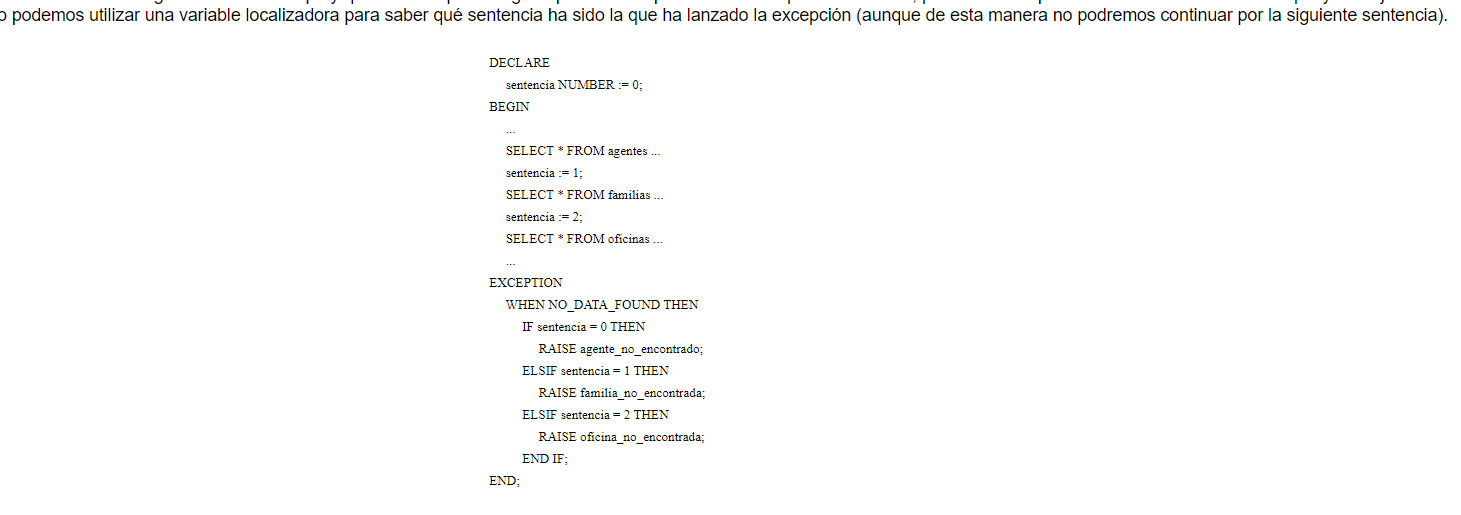 podemos utilizar una variable localizadora para saber qué sentencia ha sido la que ha lanzado la excepción (aunque de esta manera no podremos continuar por la siguiente sentencia).
DECLARE
sentencia NUMBER := 0;
BEGIN
...
SELECT * FROM agentes ...
sentencia := 1;
SELECT * FROM familias ...
sentencia := 2;
SELECT * FROM oficinas ...
...
EXCEPTION
WHEN NO_DATA_FOUND THEN
IF sentencia = 0 THEN
RAISE agente_no_encontrado;
ELSIF sentencia = 1 THEN
RAISE familia_no_encontrada;
ELSIF sentencia = 2 THEN
RAISE oficina_no_encontrada;
END IF;
END;